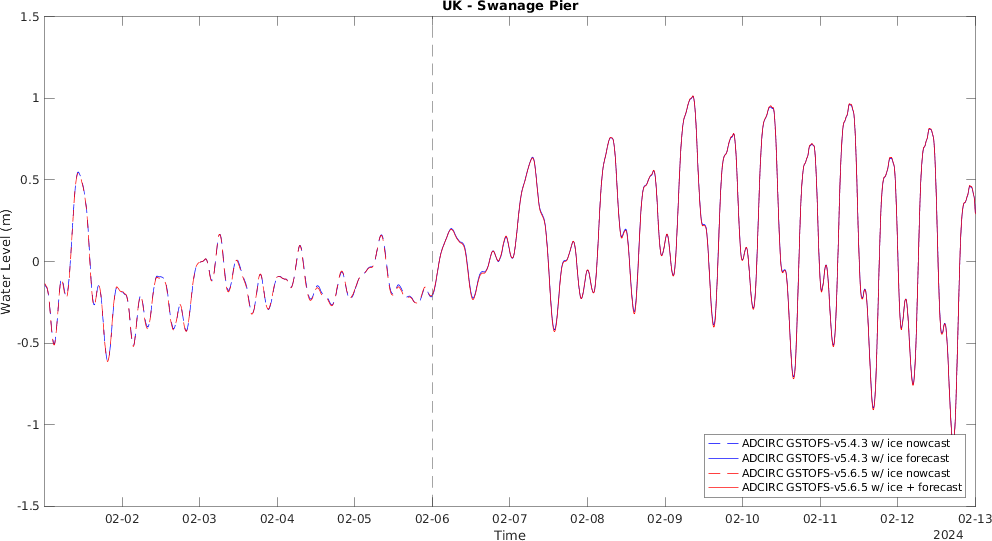 UK - Swanage Pier
1.5
1
0.5
0
-0.5
-1
-1.5
Water Level (m)
ADCIRC GSTOFS-v5.4.3 w/ ice nowcast
ADCIRC GSTOFS-v5.4.3 w/ ice forecast
ADCIRC GSTOFS-v5.6.5 w/ ice nowcast
ADCIRC GSTOFS-v5.6.5 w/ ice + forecast
02-02 02-03 02-04 02-05 02-06 02-07 02-08 02-09 02-10 02-11 02-12 02-13
Time
2024